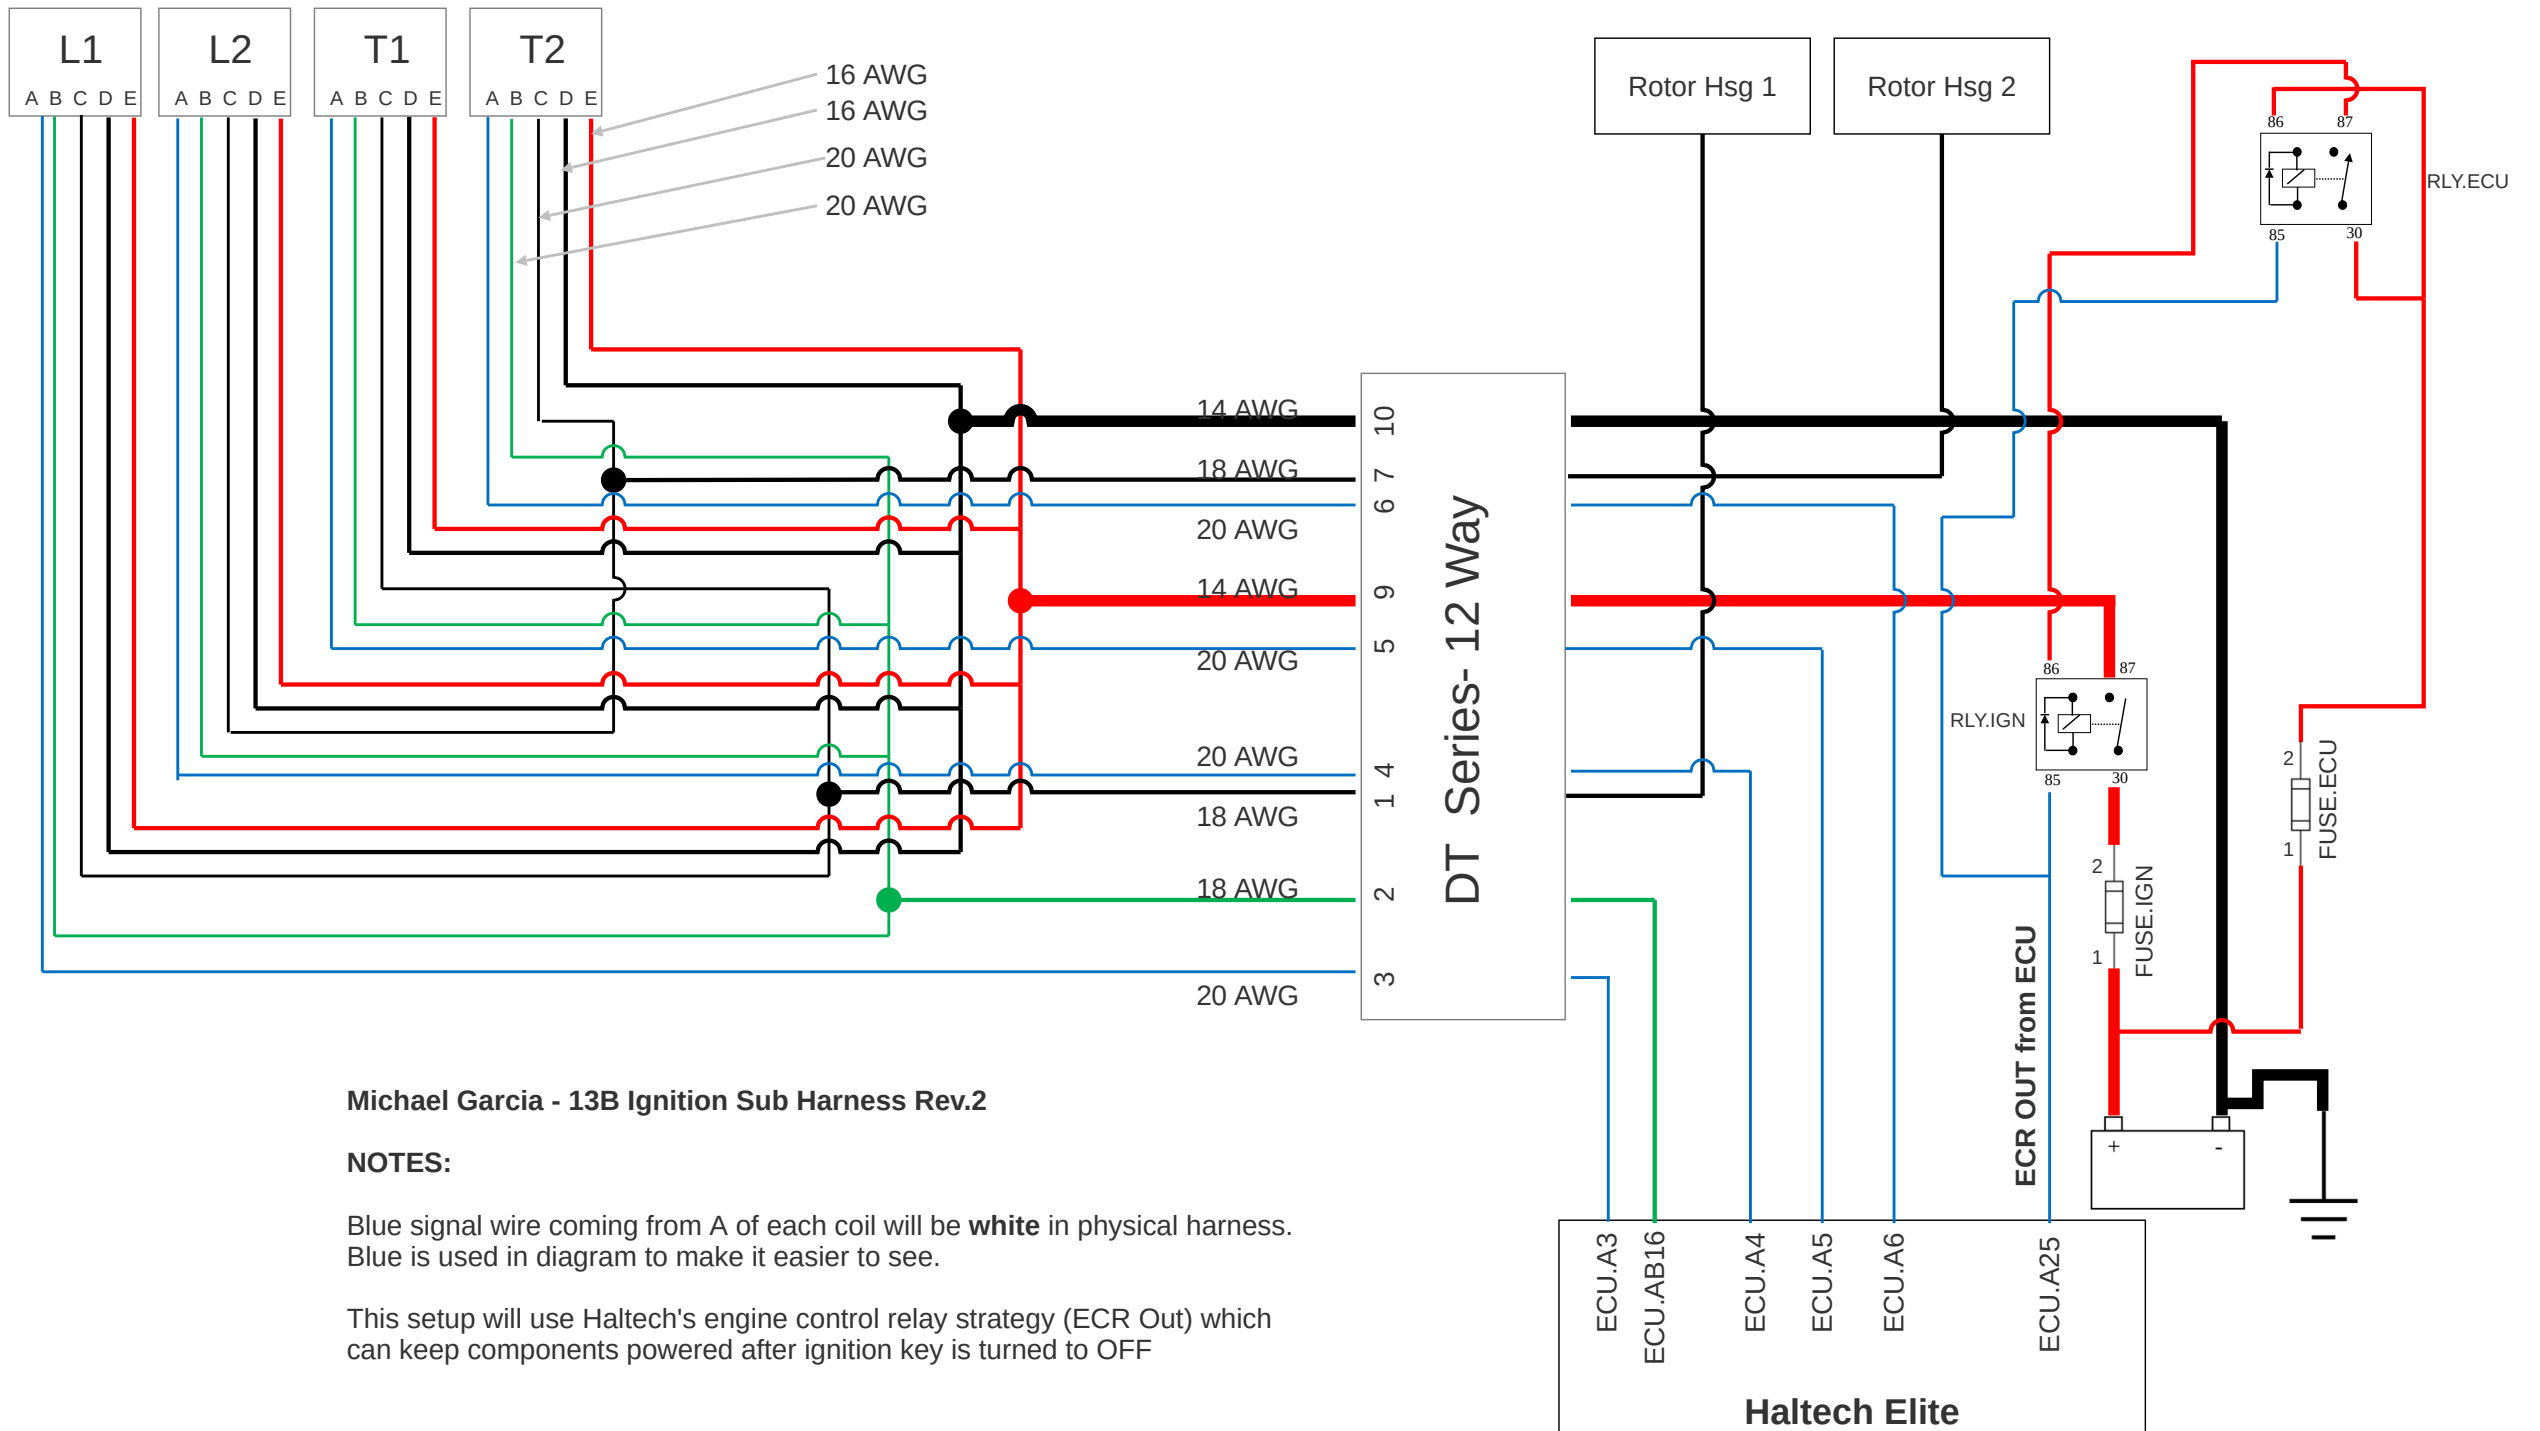 L1
L2
T1
T2
A B C D E
A B C D E
A B C D E
A B C D E
16 AWG
16 AWG
20 AWG
20 AWG
Rotor Hsg 1
Rotor Hsg 2
86
87
RLY.ECU
85
30
14 AWG
10
18 AWG
7
6
20 AWG
14 AWG
9
5
20 AWG
20 AWG
4
1
18 AWG
18 AWG
2
3
20 AWG
DT Series- 12 Way
86
87
RLY.IGN
85
30
2
FUSE.ECU
1
2
FUSE.IGN
1
ECR OUT from ECU
+
-
Michael Garcia - 13B Ignition Sub Harness Rev.2
NOTES:
Blue signal wire coming from A of each coil will be white in physical harness.
Blue is used in diagram to make it easier to see.
This setup will use Haltech's engine control relay strategy (ECR Out) which
can keep components powered after ignition key is turned to OFF
ECU.A3
ECU.AB16
ECU.A4
ECU.A5
ECU.A6
ECU.A25
Haltech Elite